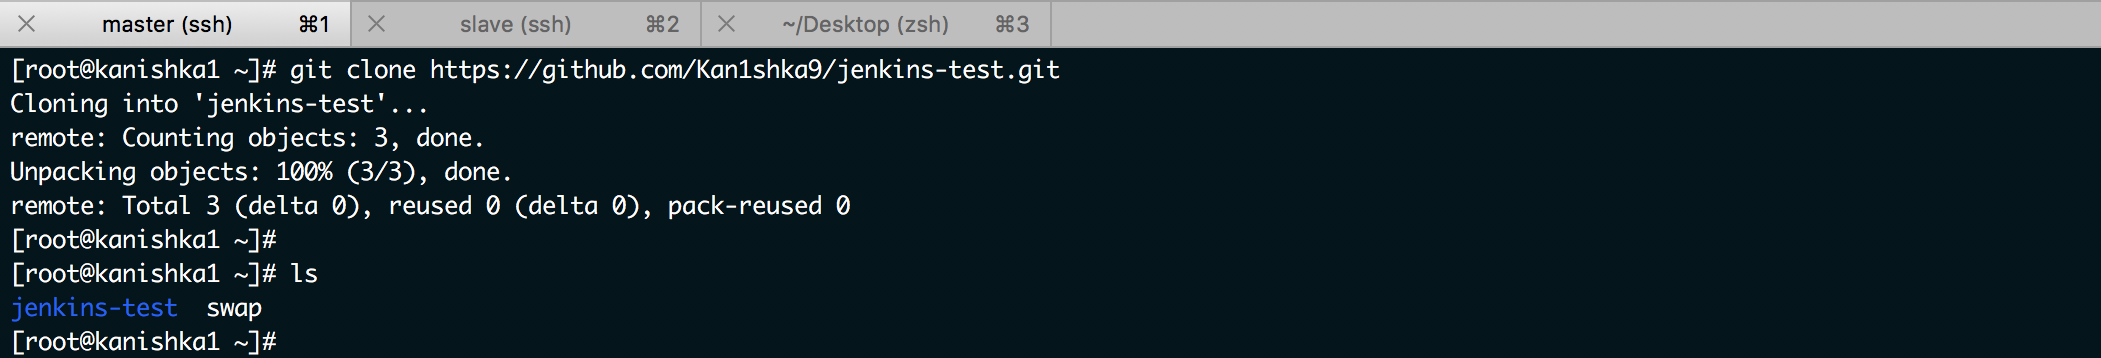 master (ssh) ⌘1 slave (ssh) ⌘2 ~/Desktop (zsh) ⌘3
[root@kanishka1 ~]# git clone https://github.com/Kan1shka9/jenkins-test.git
Cloning into 'jenkins-test'...
remote: Counting objects: 3, done.
Unpacking objects: 100% (3/3), done.
remote: Total 3 (delta 0), reused 0 (delta 0), pack-reused 0
[root@kanishka1 ~]#
[root@kanishka1 ~]# ls
jenkins-test  swap
[root@kanishka1 ~]#